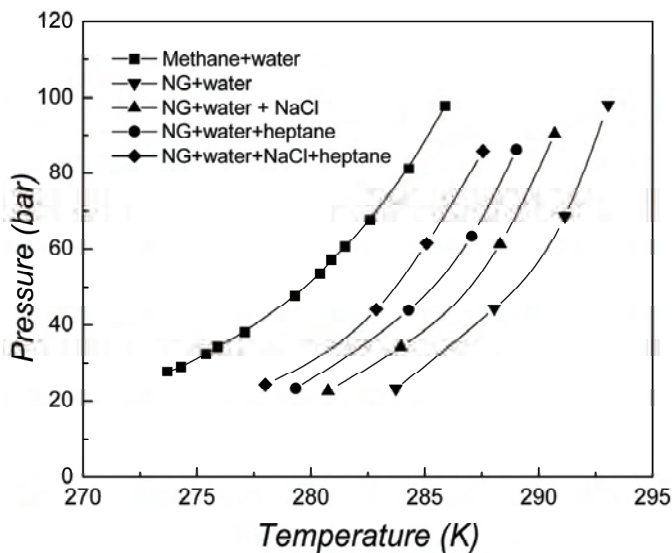 120
100
80
60
40
20
0
Pressure (bar)
Methane+water
NG+water
NG+water + NaCl
NG+water+heptane
NG+water+NaCl+heptane
270 275 280 285 290 295
Temperature (K)